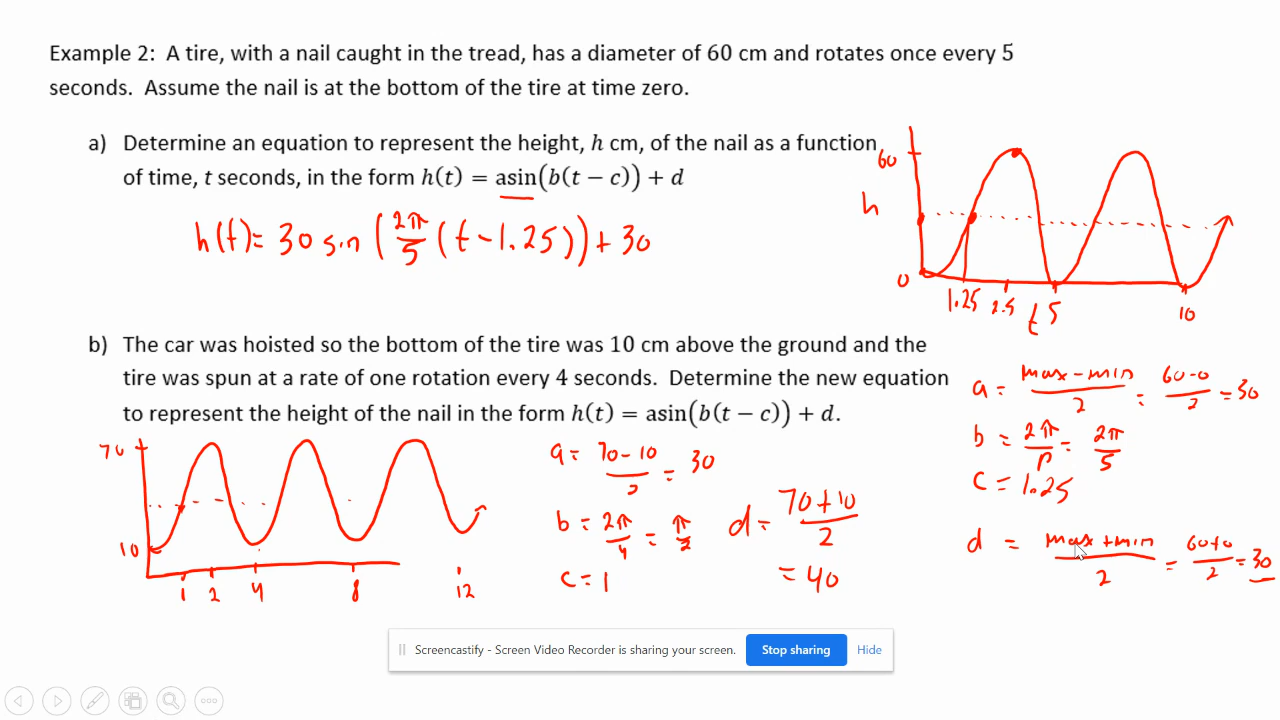 Example 2: A tire, with a nail caught in the tread, has a diameter of 60 cm and rotates once every 5
seconds. Assume the nail is at the bottom of the tire at time zero.
a) Determine an equation to represent the height, h cm, of the nail as a function
of time, t seconds, in the form h(t) = asin(b(t − c)) + d
h(t) = 30 sin (2π/5 (t - 1.25)) + 30
60
h
0
1.25 2.5 t 5 10
b) The car was hoisted so the bottom of the tire was 10 cm above the ground and the
tire was spun at a rate of one rotation every 4 seconds. Determine the new equation
to represent the height of the nail in the form h(t) = asin(b(t − c)) + d.
a = max - min / 2 = 60-0 / 2 = 30
b = 2π/P = 2π/5
c = 1.25
d = max + min / 2 = 60+0 / 2 = 30
70
10
1 2 4 8 12
a = 70 - 10 / 2 = 30
b = 2π/4 = π/2
c = 1
d = 70 + 10 / 2
= 40
Screencastify - Screen Video Recorder is sharing your screen.
Stop sharing
Hide